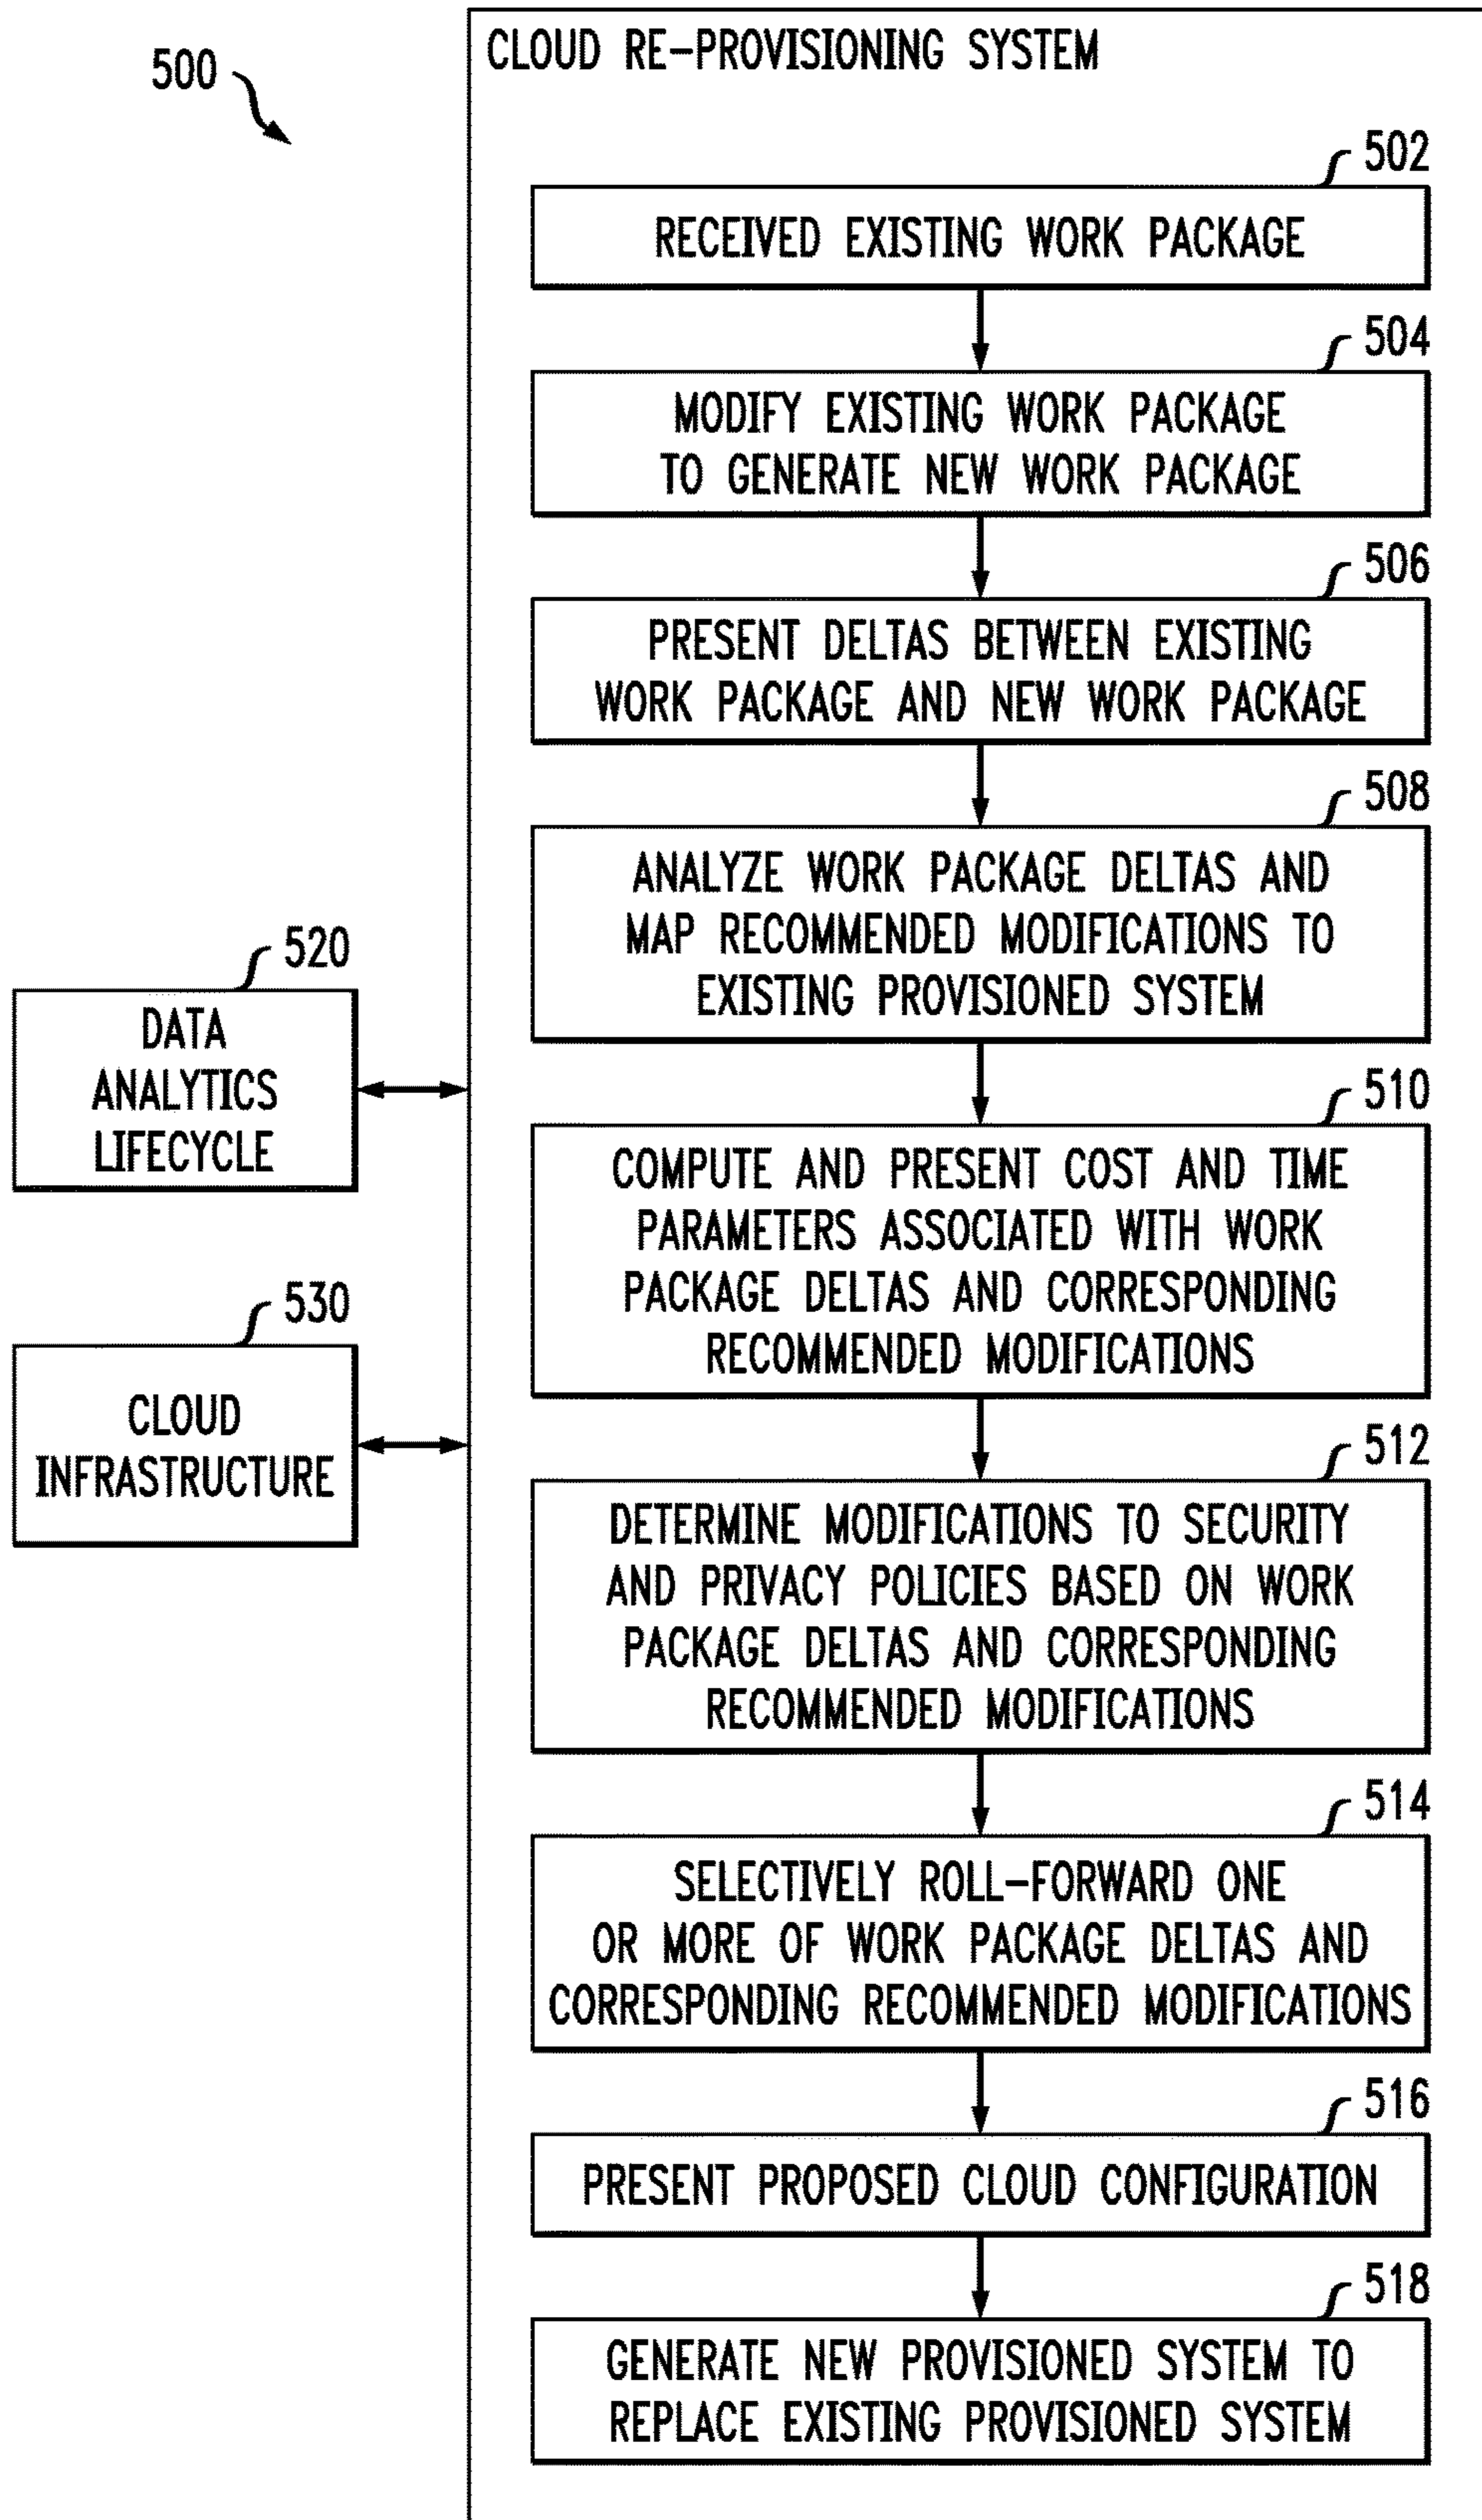 500
CLOUD RE-PROVISIONING SYSTEM
502
RECEIVED EXISTING WORK PACKAGE
504
MODIFY EXISTING WORK PACKAGE
TO GENERATE NEW WORK PACKAGE
506
PRESENT DELTAS BETWEEN EXISTING
WORK PACKAGE AND NEW WORK PACKAGE
508
ANALYZE WORK PACKAGE DELTAS AND
MAP RECOMMENDED MODIFICATIONS TO
EXISTING PROVISIONED SYSTEM
520
DATA
ANALYTICS
LIFECYCLE
510
COMPUTE AND PRESENT COST AND TIME
PARAMETERS ASSOCIATED WITH WORK
PACKAGE DELTAS AND CORRESPONDING
RECOMMENDED MODIFICATIONS
530
CLOUD
INFRASTRUCTURE
512
DETERMINE MODIFICATIONS TO SECURITY
AND PRIVACY POLICIES BASED ON WORK
PACKAGE DELTAS AND CORRESPONDING
RECOMMENDED MODIFICATIONS
514
SELECTIVELY ROLL-FORWARD ONE
OR MORE OF WORK PACKAGE DELTAS AND
CORRESPONDING RECOMMENDED MODIFICATIONS
516
PRESENT PROPOSED CLOUD CONFIGURATION
518
GENERATE NEW PROVISIONED SYSTEM TO
REPLACE EXISTING PROVISIONED SYSTEM